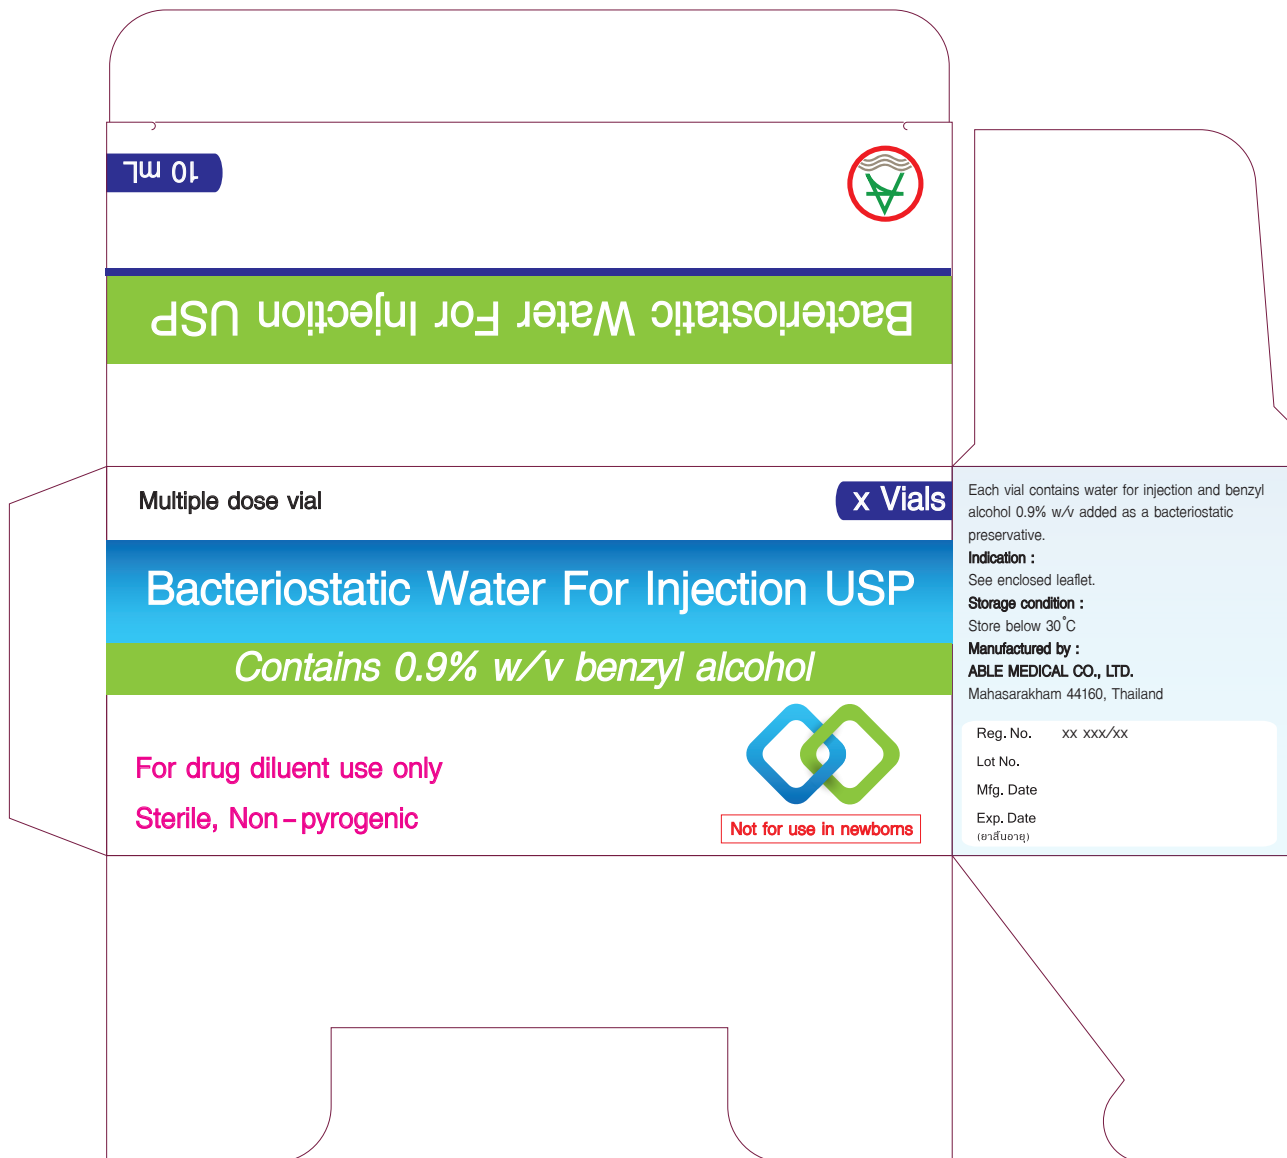 10 mL
Bacteriostatic Water For Injection USP
Multiple dose vial
x Vials
Bacteriostatic Water For Injection USP
Contains 0.9% w/v benzyl alcohol
For drug diluent use only
Sterile, Non-pyrogenic
Not for use in newborns
Each vial contains water for injection and benzyl
alcohol 0.9% w/v added as a bacteriostatic
preservative.
Indication :
See enclosed leaflet.
Storage condition :
Store below 30°C
Manufactured by :
ABLE MEDICAL CO., LTD.
Mahasarakham 44160, Thailand
Reg. No. xx xxx/xx
Lot No.
Mfg. Date
Exp. Date
(ยาสิ้นอายุ)